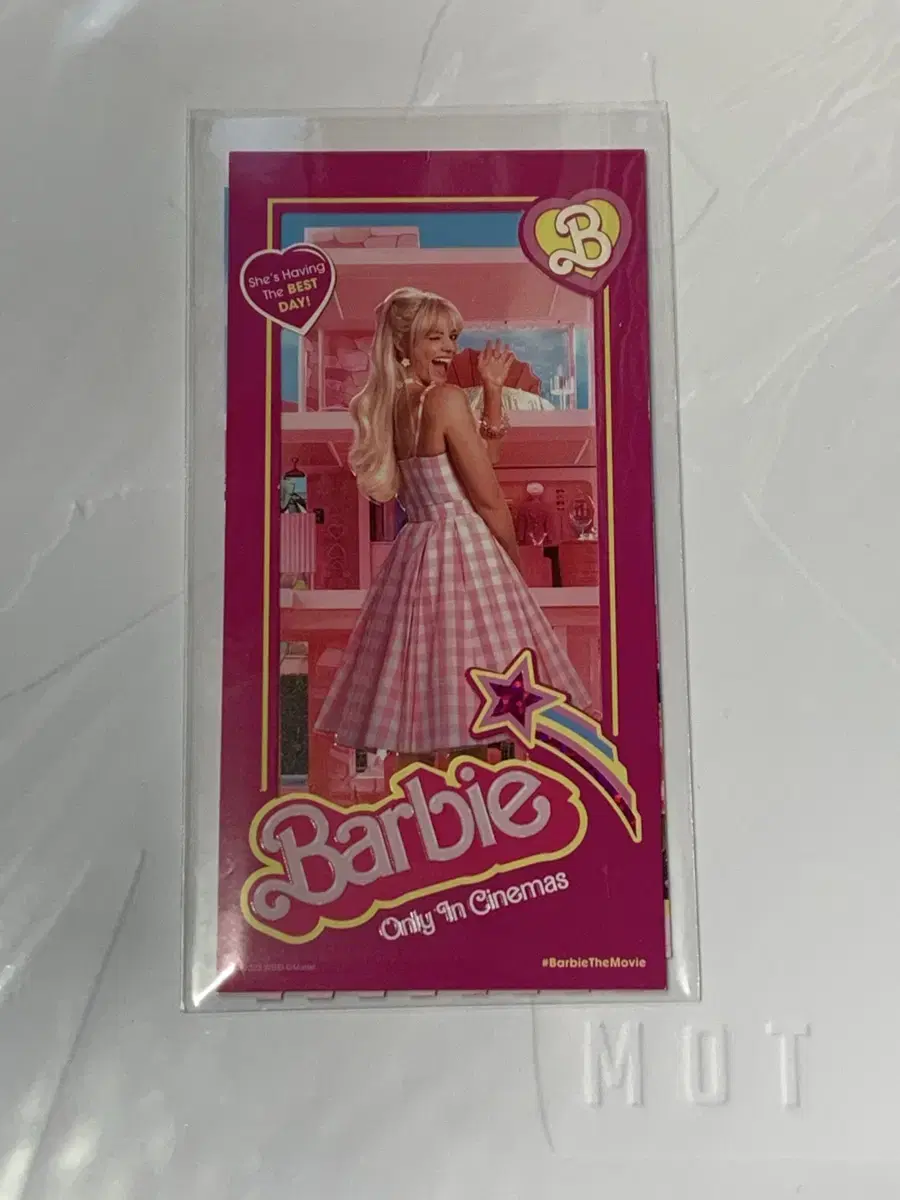 B
She's Having
The BEST
DAY!
Barbie
Only In Cinemas
#BarbieTheMovie
MOT